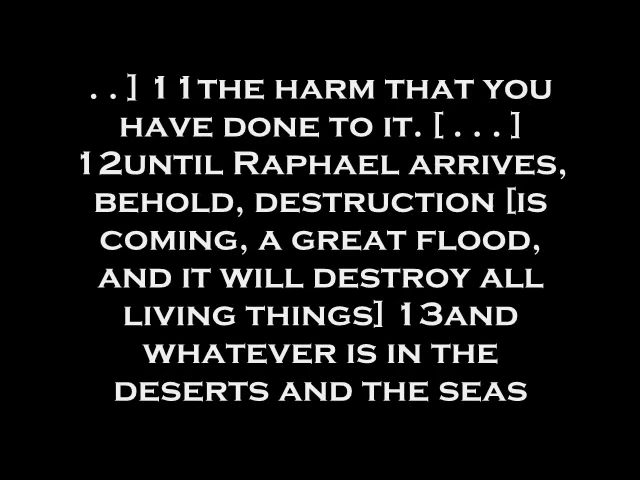 . . ] 11THE HARM THAT YOU
HAVE DONE TO IT. [ . . . ]
12UNTIL RAPHAEL ARRIVES,
BEHOLD, DESTRUCTION [IS
COMING, A GREAT FLOOD,
AND IT WILL DESTROY ALL
LIVING THINGS] 13AND
WHATEVER IS IN THE
DESERTS AND THE SEAS